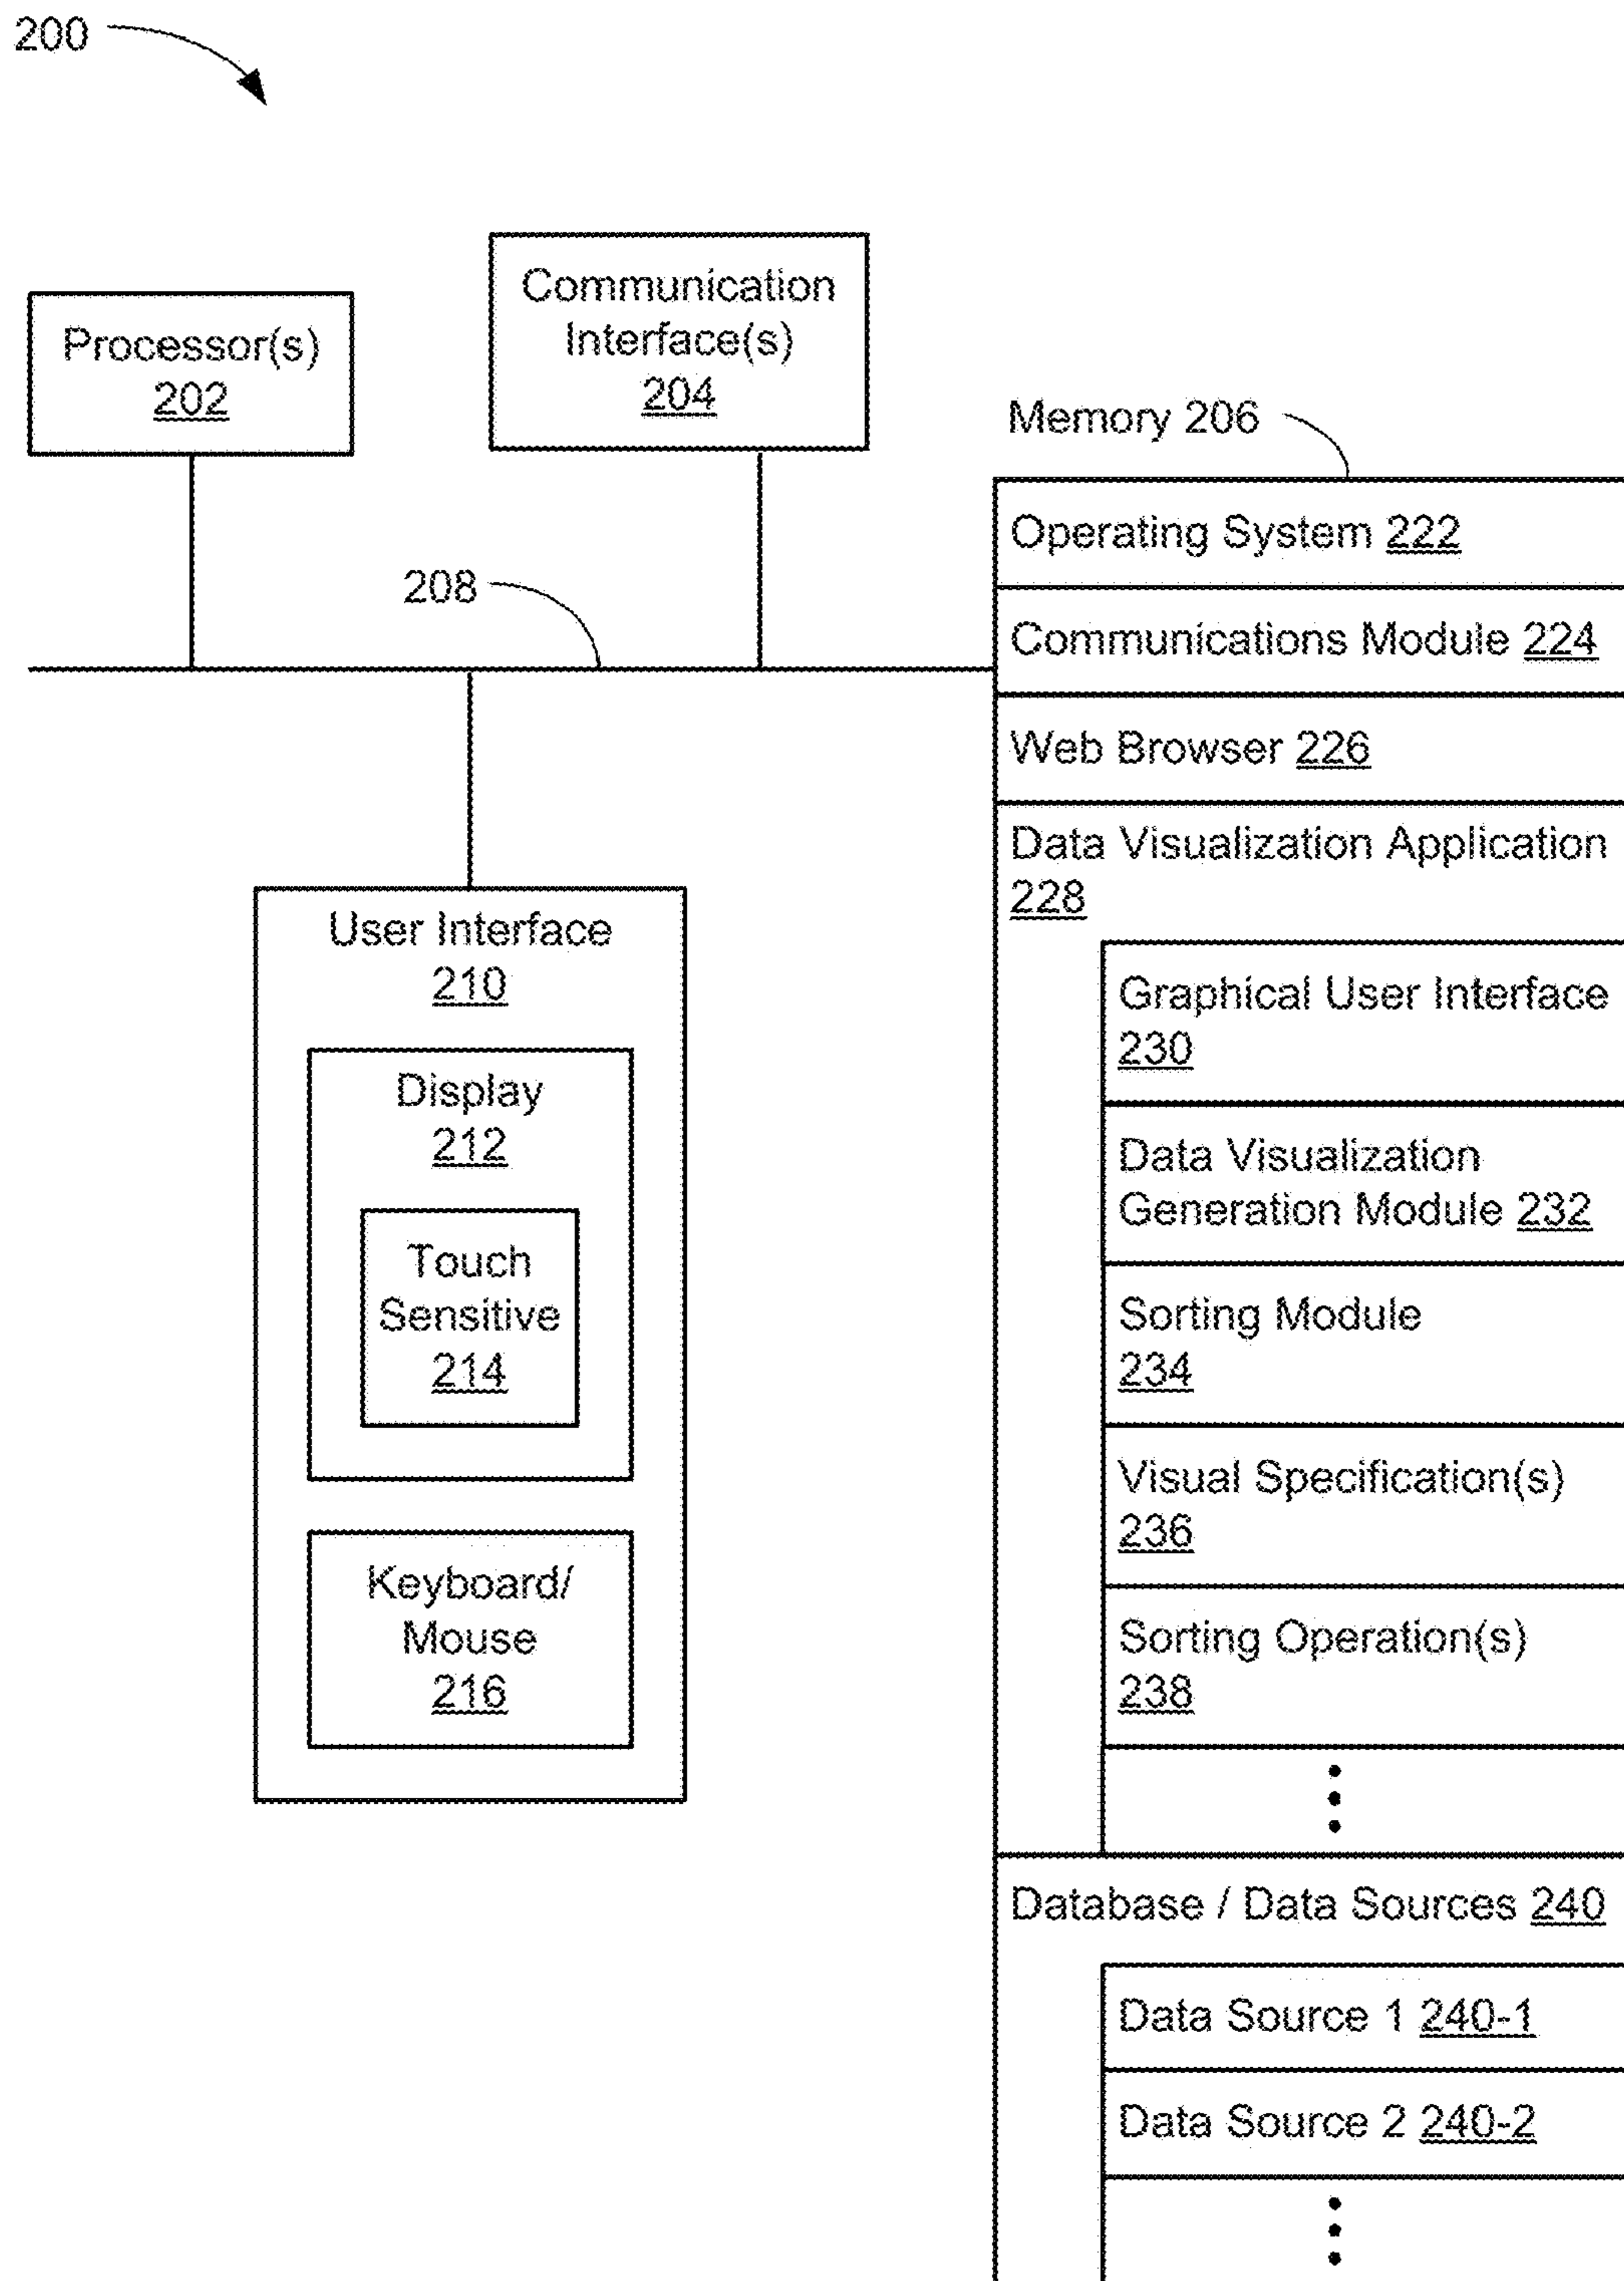 200
Processor(s)
202
Communication
Interface(s)
204
Memory 206
208
Operating System 222
Communications Module 224
Web Browser 226
Data Visualization Application
228
Graphical User Interface
230
Data Visualization
Generation Module 232
Sorting Module
234
Visual Specification(s)
236
Sorting Operation(s)
238
User Interface
210
Display
212
Touch
Sensitive
214
Keyboard/
Mouse
216
Database / Data Sources 240
Data Source 1 240-1
Data Source 2 240-2